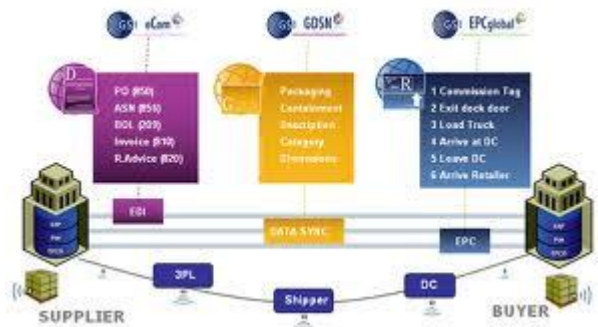 GS1 eCom
GS1 GDSN
GS1 EPCglobal
D
G
R
PO (850)
ASN (856)
BOL (209)
Invoice (810)
R.Advice (820)
Packaging
Containment
Description
Category
Dimensions
1 Commission Tag
2 Exit dock door
3 Load Truck
4 Arrive at DC
5 Leave DC
6 Arrive Retailer
EDI
DATA SYNC
EPC
3PL
Shipper
DC
SUPPLIER
BUYER